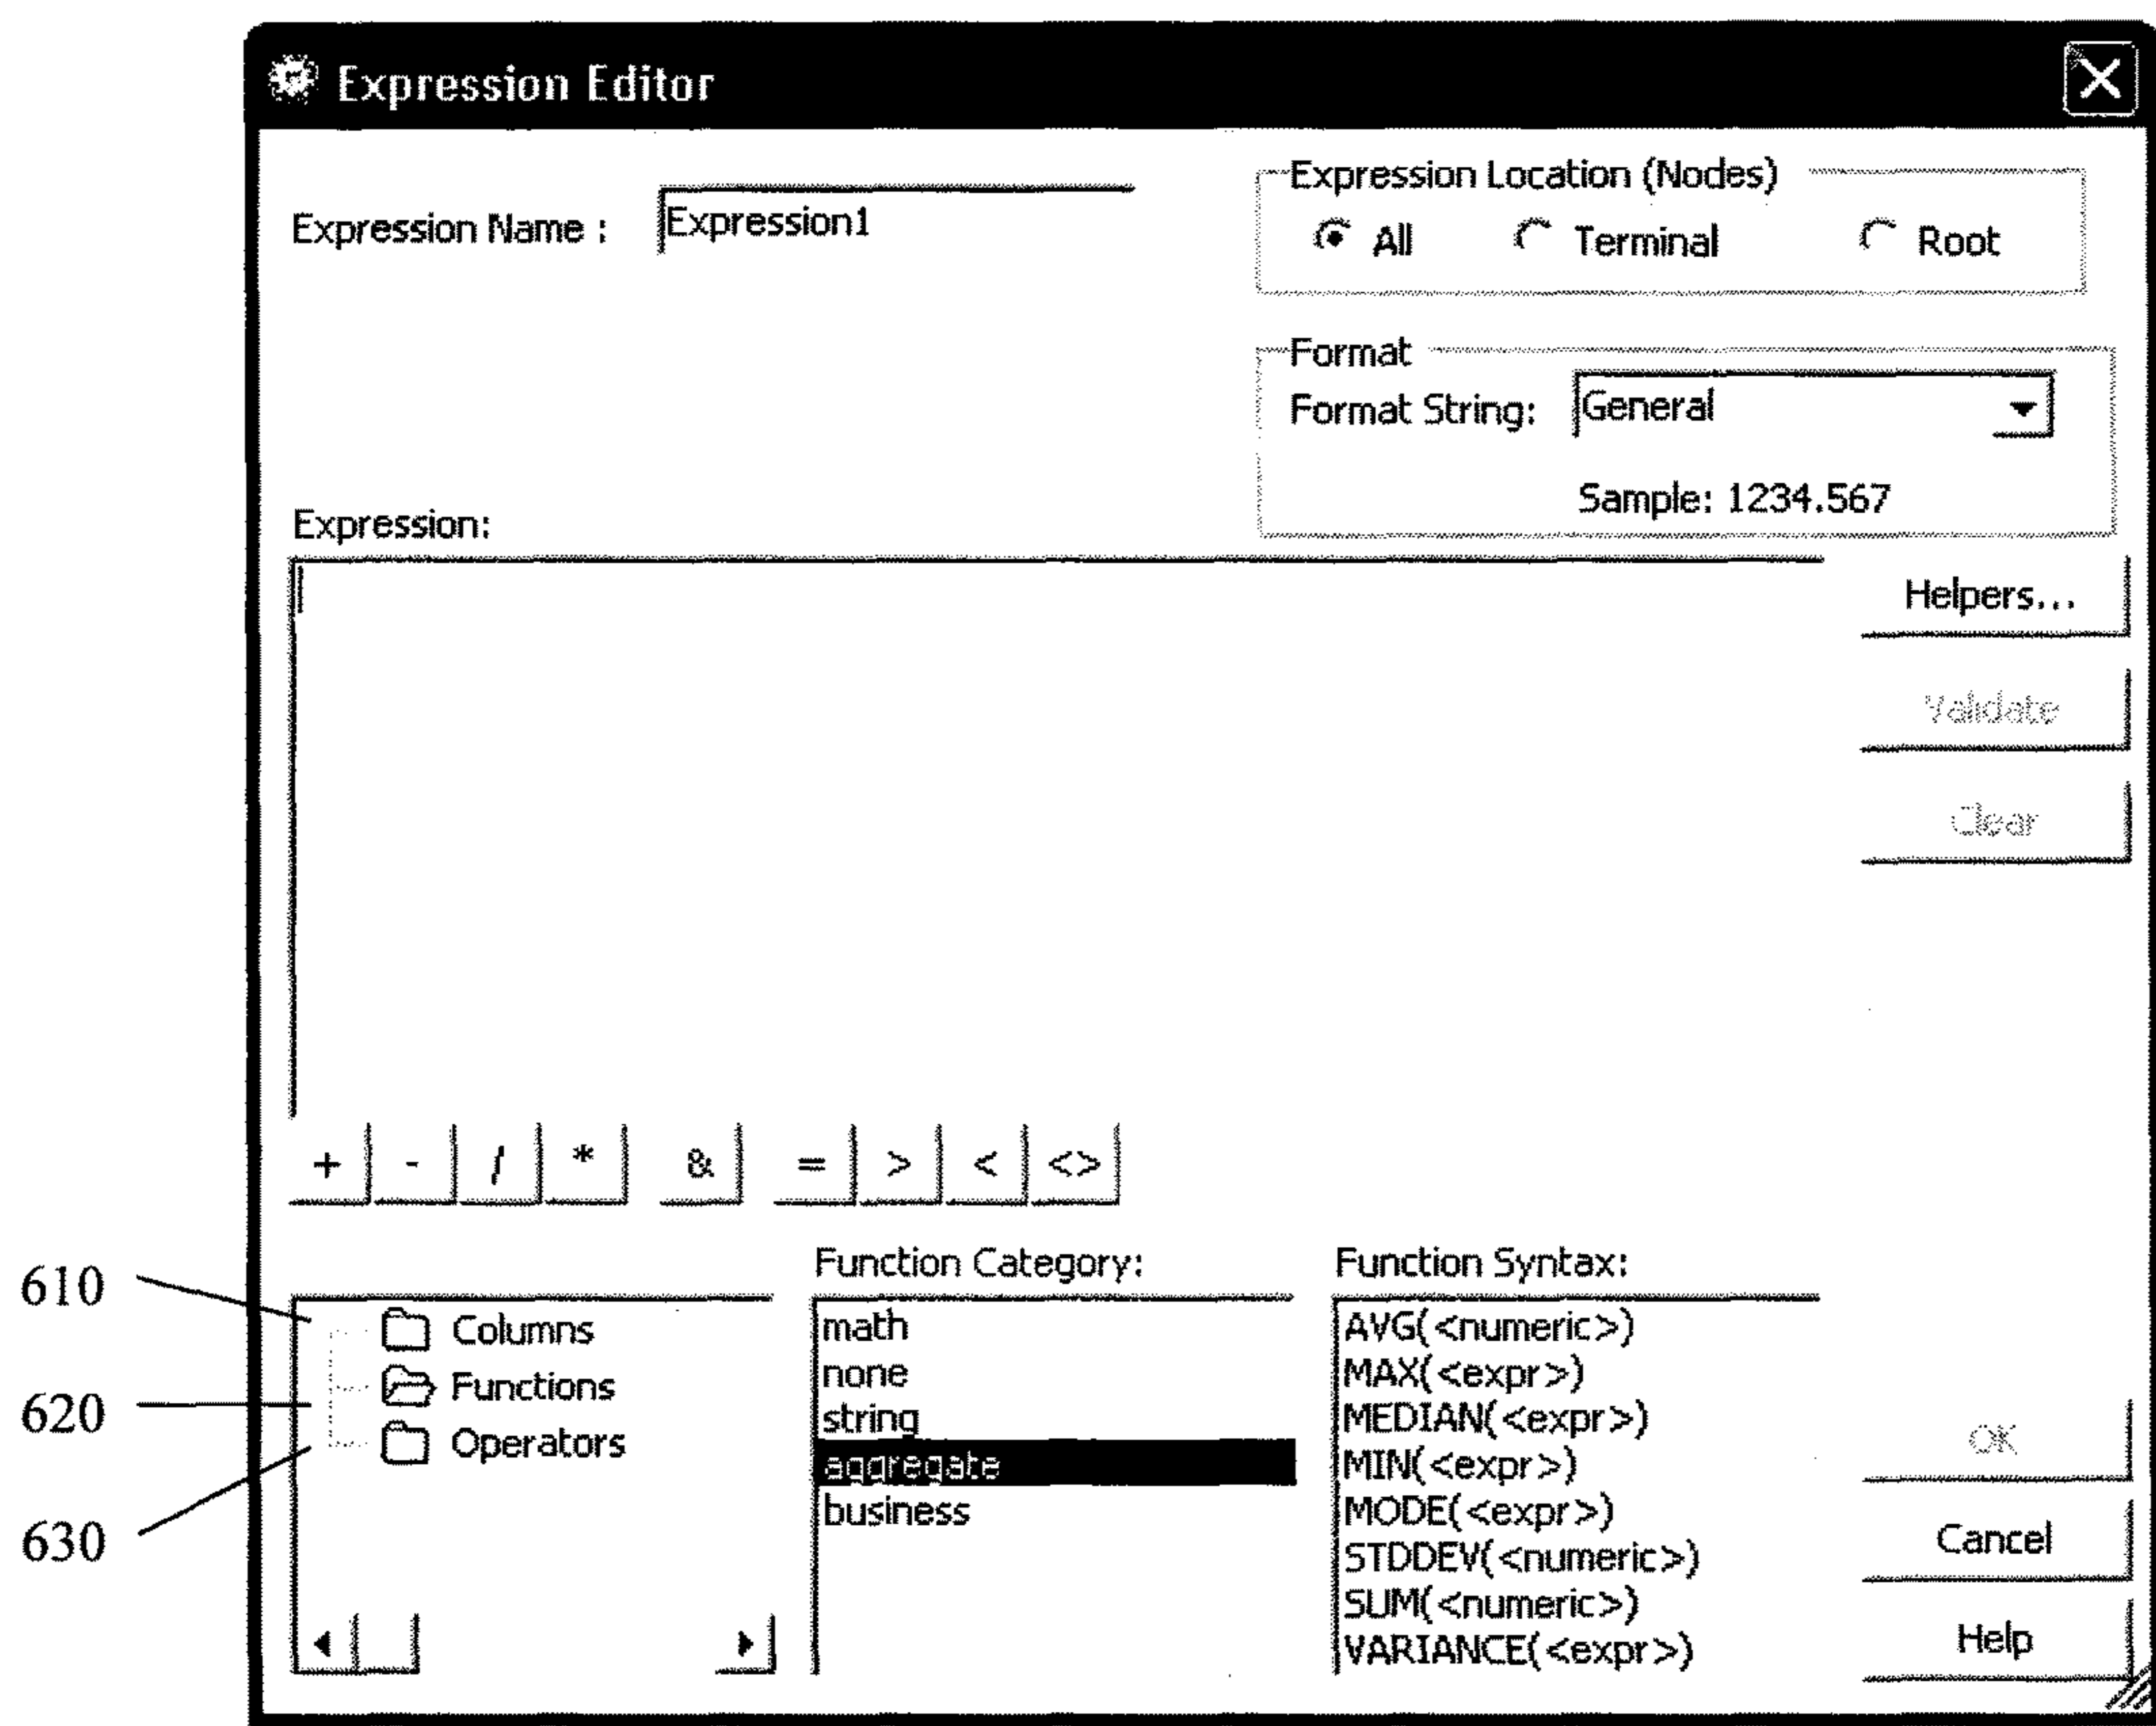 Expression Editor
Expression Name : Expression1
Expression Location (Nodes)
All Terminal Root
Format
Format String: General
Sample: 1234.567
Expression:
Helpers...
Validate
Clear
+ - / * & = > < <>
610
620
630
Columns
Functions
Operators
Function Category:
math
none
string
aggregate
business
Function Syntax:
AVG(<numeric>)
MAX(<expr>)
MEDIAN(<expr>)
MIN(<expr>)
MODE(<expr>)
STDDEV(<numeric>)
SUM(<numeric>)
VARIANCE(<expr>)
OK
Cancel
Help